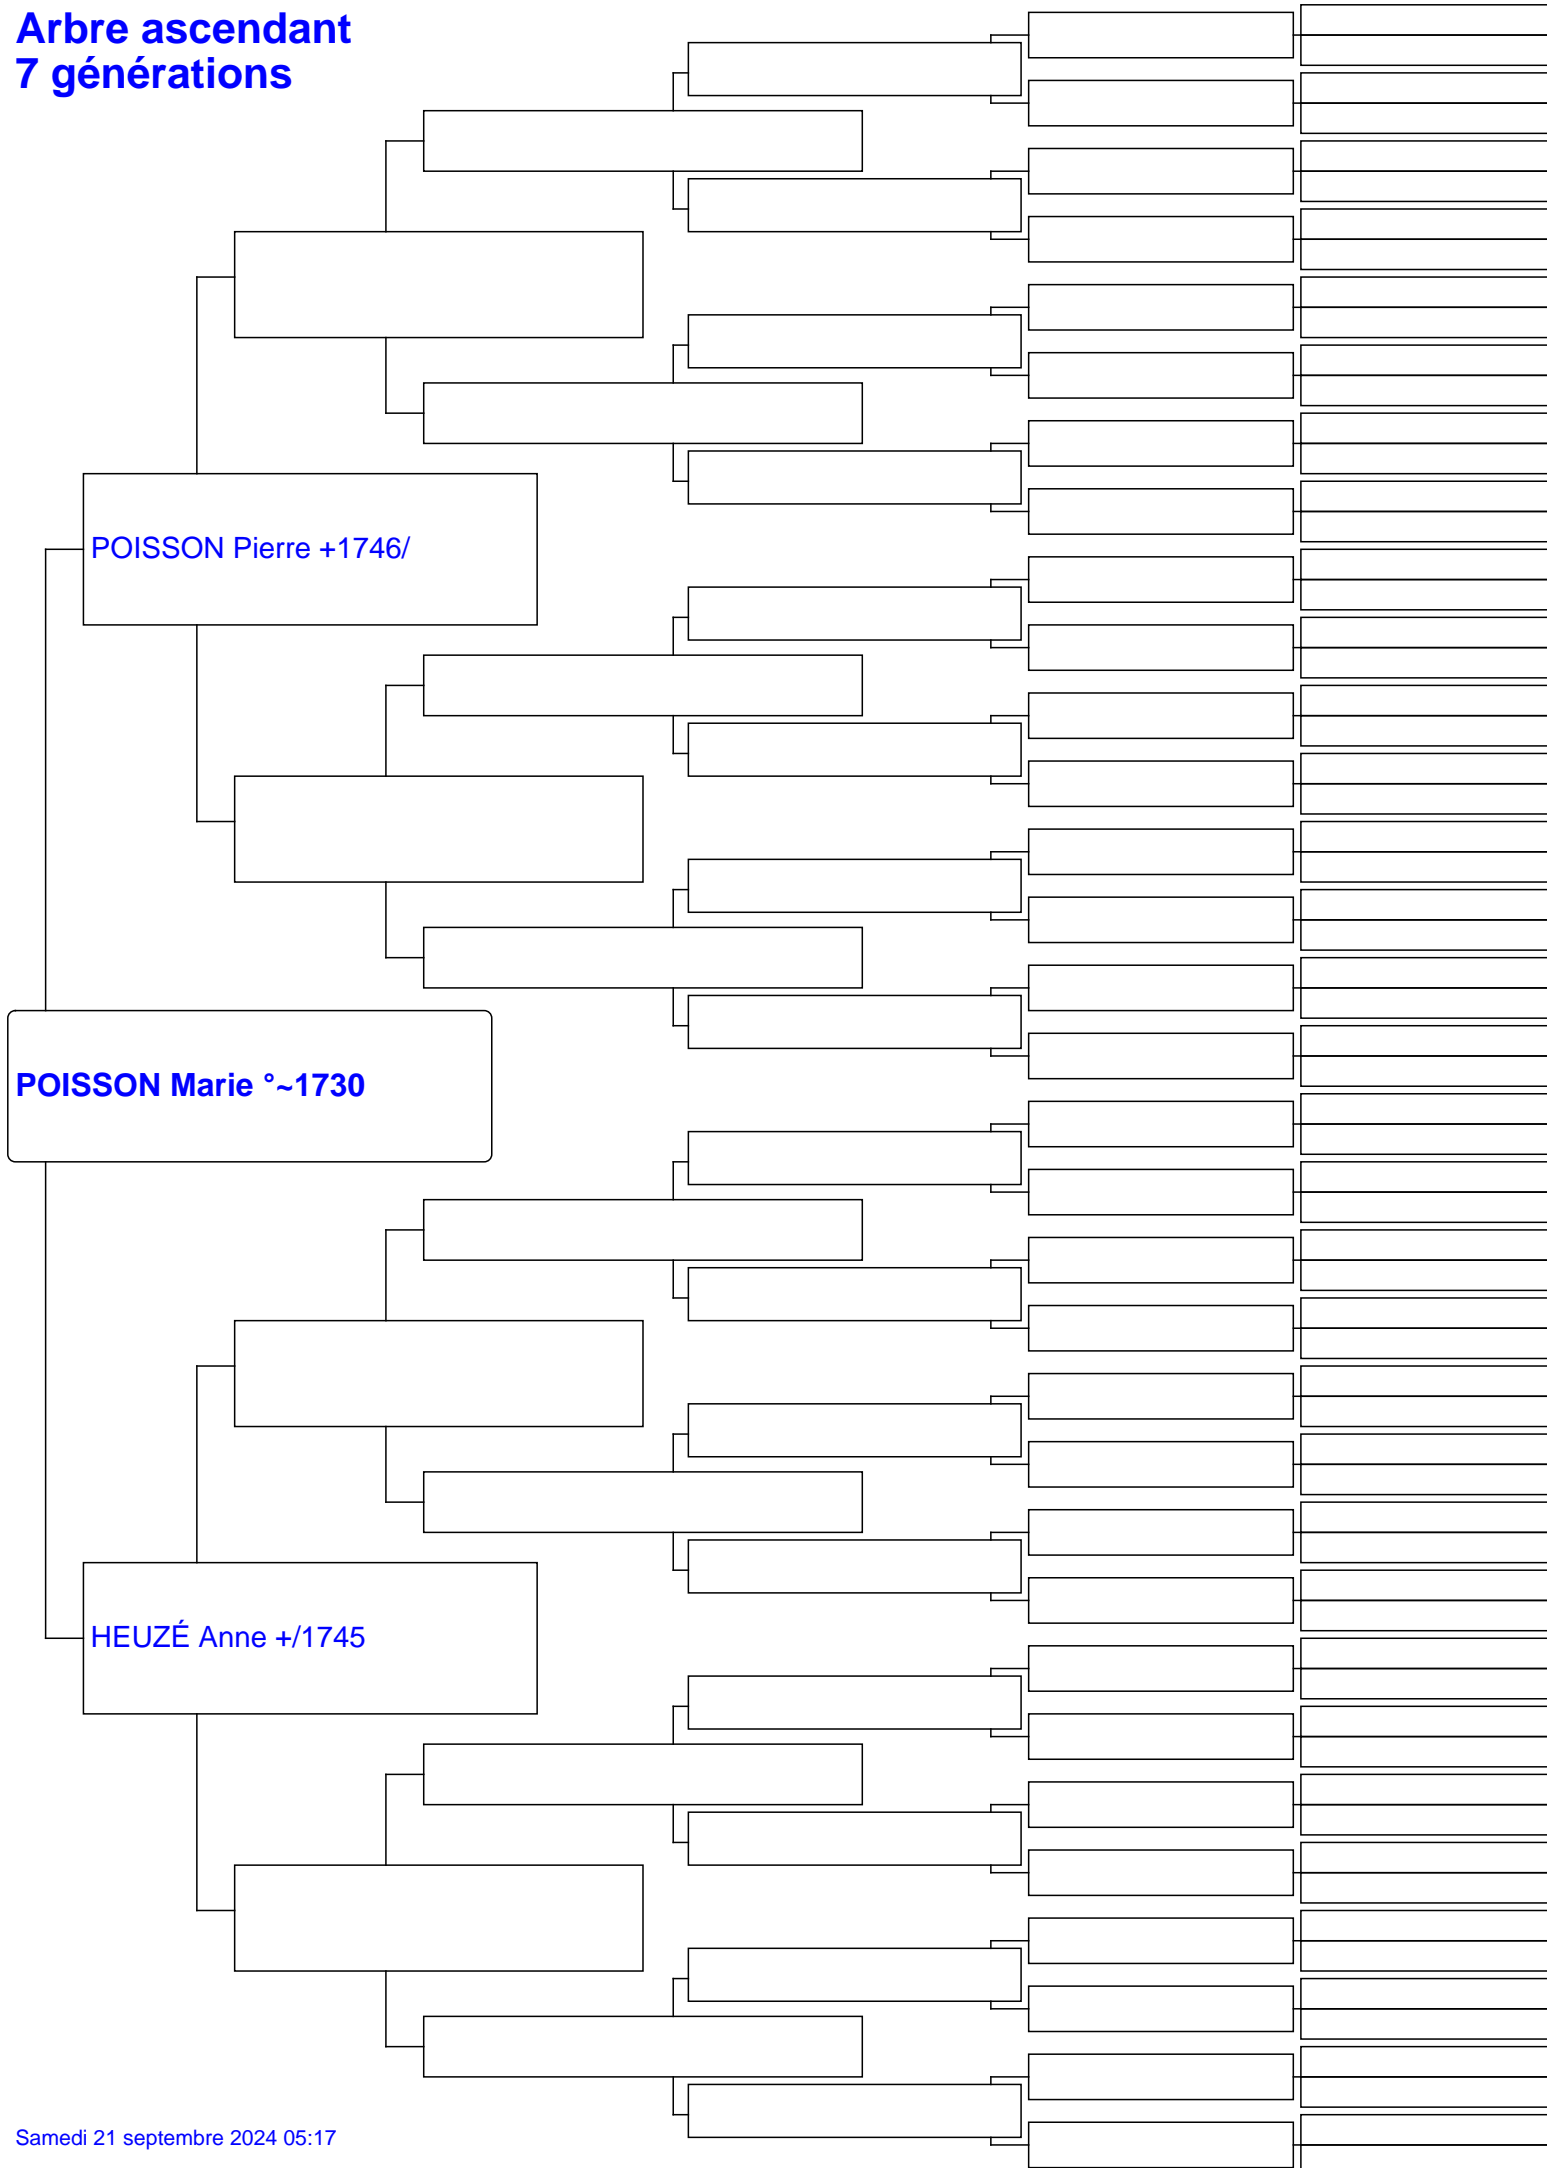 Arbre ascendant
7 générations
POISSON Pierre +1746/
POISSON Marie °~1730
HEUZÉ Anne +/1745
Samedi 21 septembre 2024 05:17